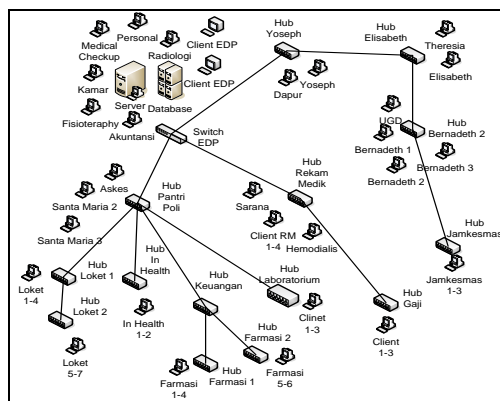 Personal
Client EDP
Medical
Checkup
Radiologi
Client EDP
Kamar
Server
Database
Fisioteraphy
Akuntansi
Switch
EDP
Hub
Yoseph
Dapur
Yoseph
Hub
Elisabeth
Theresia
Elisabeth
UGD
Hub
Bernadeth 2
Bernadeth 1
Bernadeth 3
Bernadeth 2
Askes
Santa Maria 2
Santa Maria 3
Hub
Pantri
Poli
Hub
Rekam
Medik
Sarana
Client RM
1-4
Hemodialis
Hub
Jamkesmas
Jamkesmas
1-3
Loket
1-4
Hub
Loket 1
Hub
Loket 2
Loket
5-7
Hub
In
Health
In Health
1-2
Hub
Keuangan
Hub
Laboratorium
Clinet
1-3
Hub
Gaji
Client
1-3
Farmasi
1-4
Hub
Farmasi 1
Hub
Farmasi 2
Farmasi
5-6